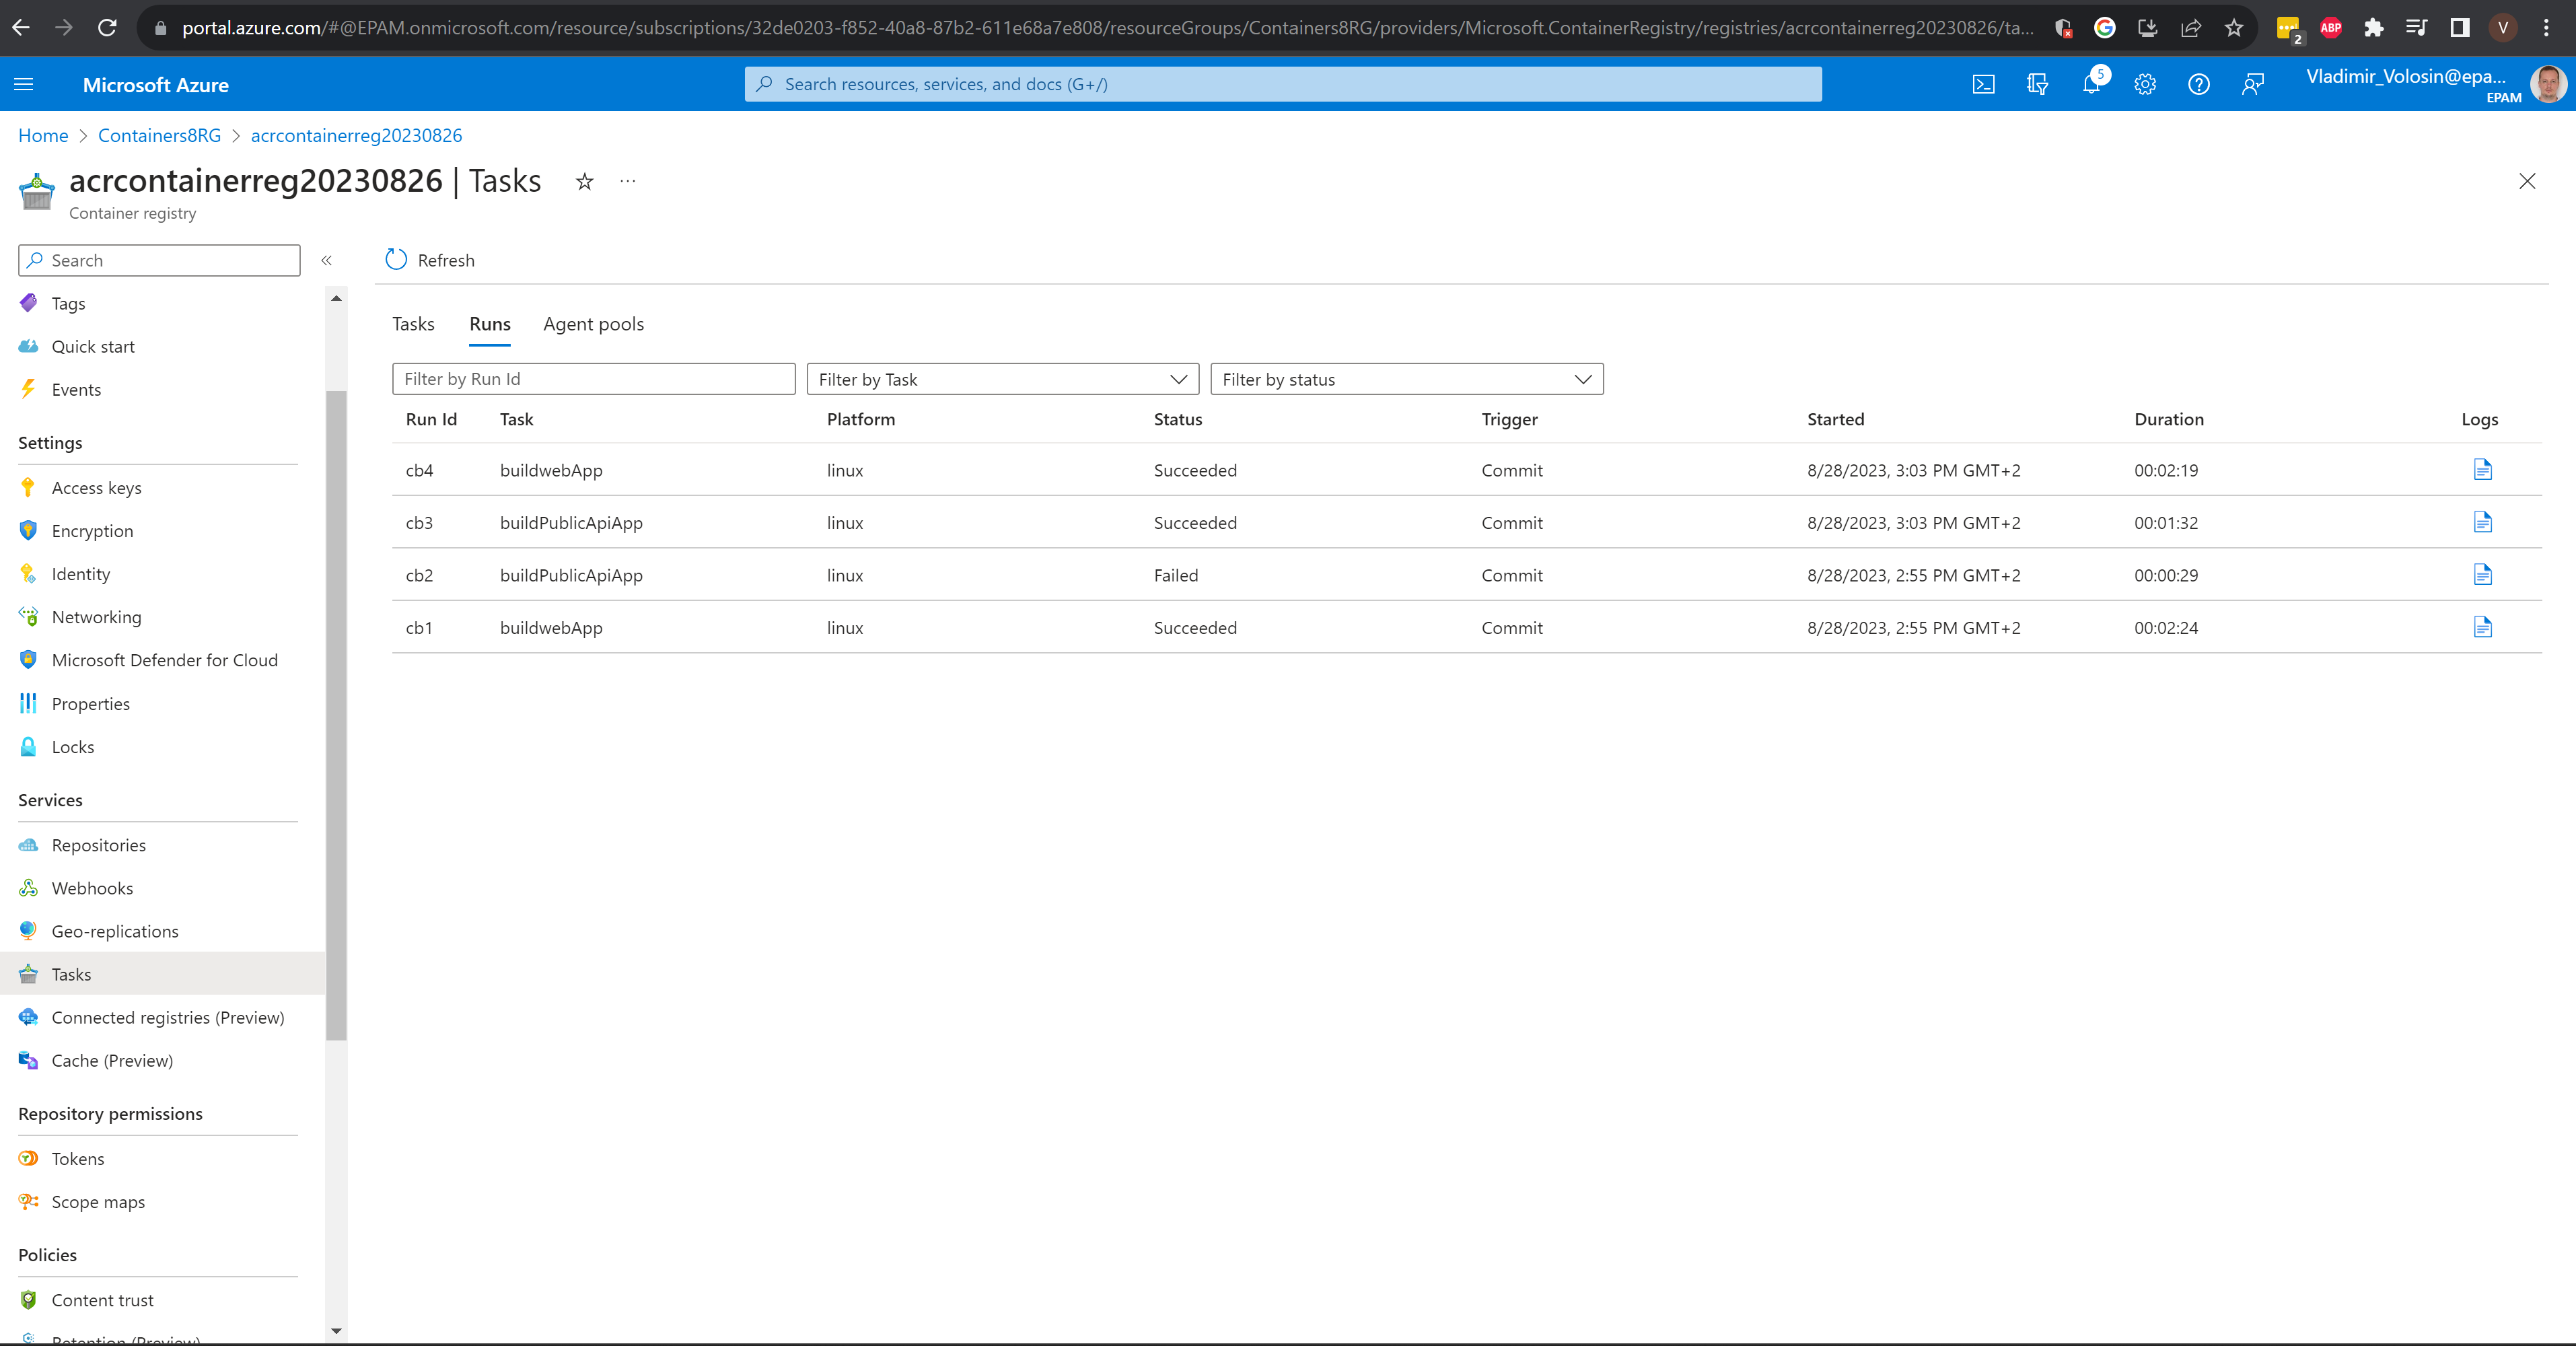 portal.azure.com/#@EPAM.onmicrosoft.com/resource/subscriptions/32de0203-f852-40a8-87b2-611e68a7e808/resourceGroups/Containers8RG/providers/Microsoft.ContainerRegistry/registries/acrcontainerreg20230826/ta...
2
ABP
V
Microsoft Azure
Search resources, services, and docs (G+/)
5
Vladimir_Volosin@epa...
EPAM
Home > Containers8RG > acrcontainerreg20230826
acrcontainerreg20230826 | Tasks
Container registry
Search
Refresh
Tags
Quick start
Events
Settings
Access keys
Encryption
Identity
Networking
Microsoft Defender for Cloud
Properties
Locks
Services
Repositories
Webhooks
Geo-replications
Tasks
Connected registries (Preview)
Cache (Preview)
Repository permissions
Tokens
Scope maps
Policies
Content trust
Retention (Preview)
Tasks Runs Agent pools
Filter by Run Id Filter by Task Filter by status
Run Id Task Platform Status Trigger Started Duration Logs
cb4 buildwebApp linux Succeeded Commit 8/28/2023, 3:03 PM GMT+2 00:02:19
cb3 buildPublicApiApp linux Succeeded Commit 8/28/2023, 3:03 PM GMT+2 00:01:32
cb2 buildPublicApiApp linux Failed Commit 8/28/2023, 2:55 PM GMT+2 00:00:29
cb1 buildwebApp linux Succeeded Commit 8/28/2023, 2:55 PM GMT+2 00:02:24